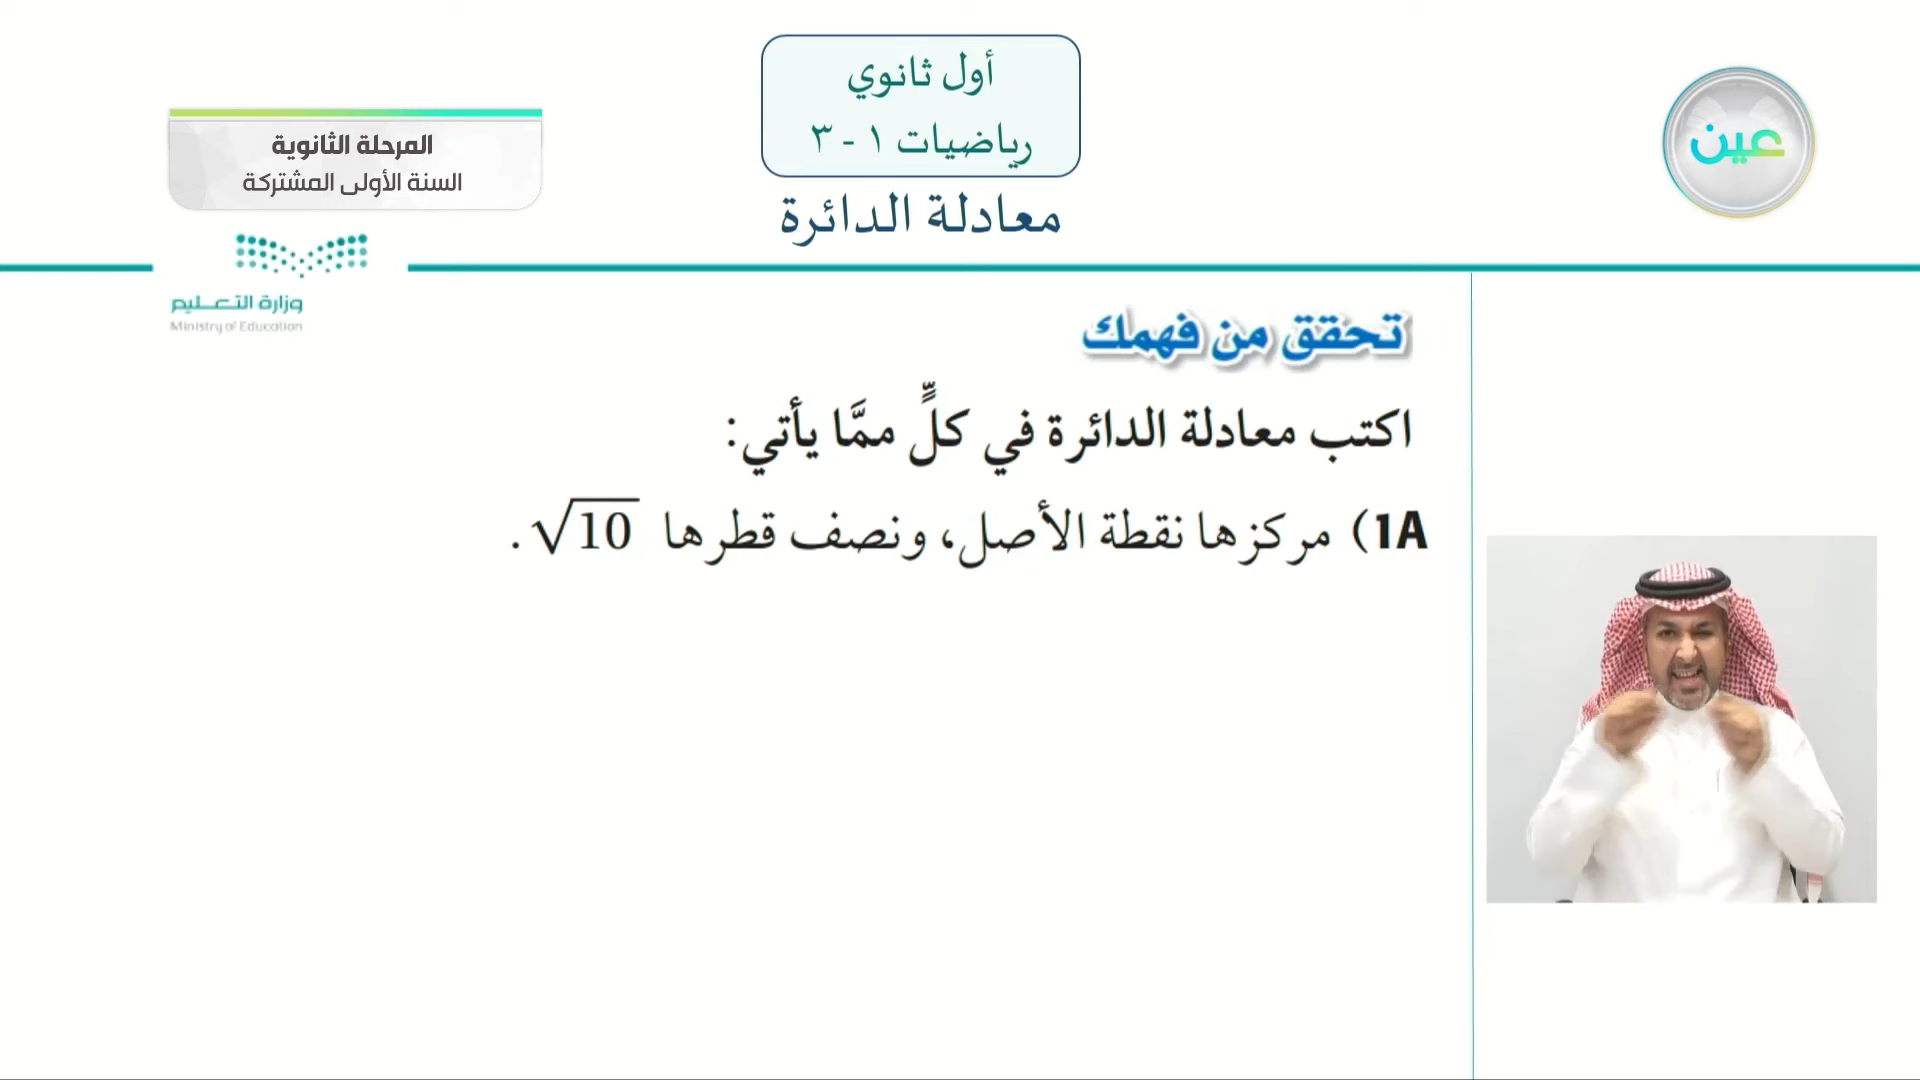 أول ثانوي
رياضيات ١ - ٣
معادلة الدائرة
المرحلة الثانوية
السنة الأولى المشتركة
عين
وزارة التعليم
Ministry of Education
تحقق من فهمك
اكتب معادلة الدائرة في كلٍّ ممَّا يأتي:
1A) مركزها نقطة الأصل، ونصف قطرها √10 .